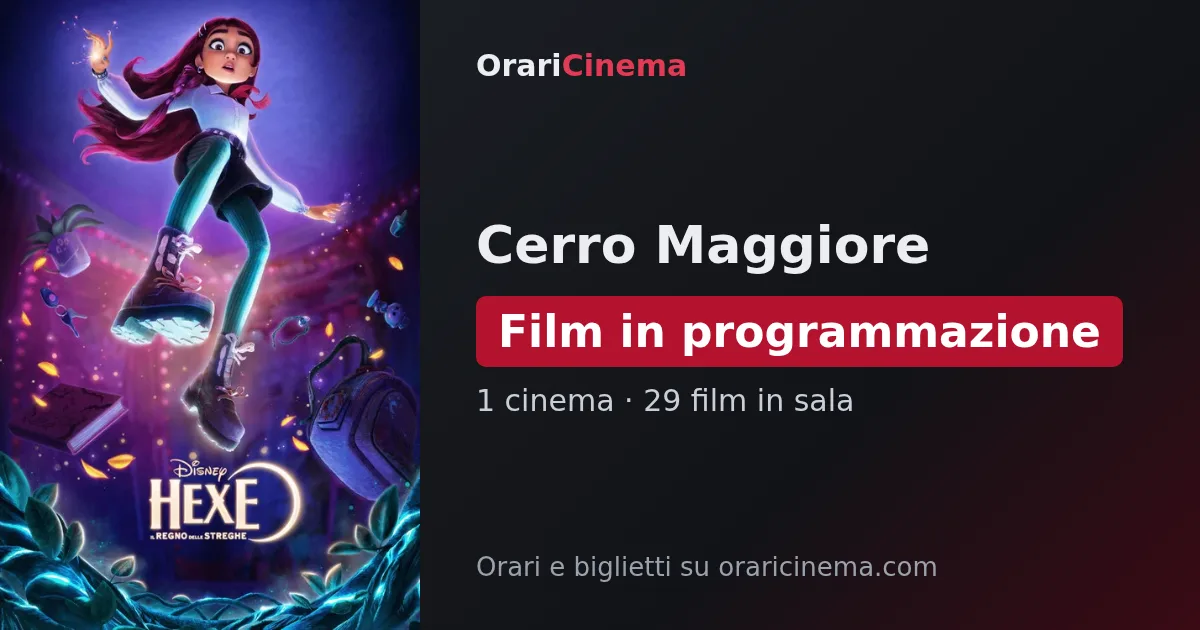 Disney
HEXE
IL REGNO DELLE STREGHE
OrariCinema
Cerro Maggiore
Film in programmazione
1 cinema · 29 film in sala
Orari e biglietti su oraricinema.com